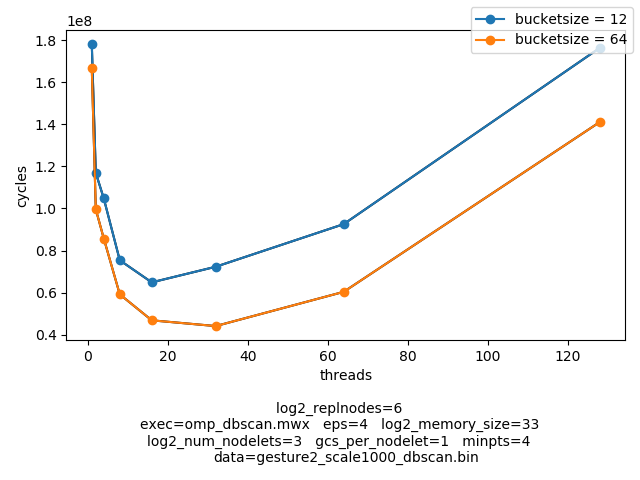 1e8
bucketsize = 12
bucketsize = 64
1.8
1.6
1.4
1.2
1.0
0.8
0.6
0.4
cycles
0 20 40 60 80 100 120
threads
log2_replnodes=6
exec=omp_dbscan.mwx eps=4 log2_memory_size=33
log2_num_nodelets=3 gcs_per_nodelet=1 minpts=4
data=gesture2_scale1000_dbscan.bin